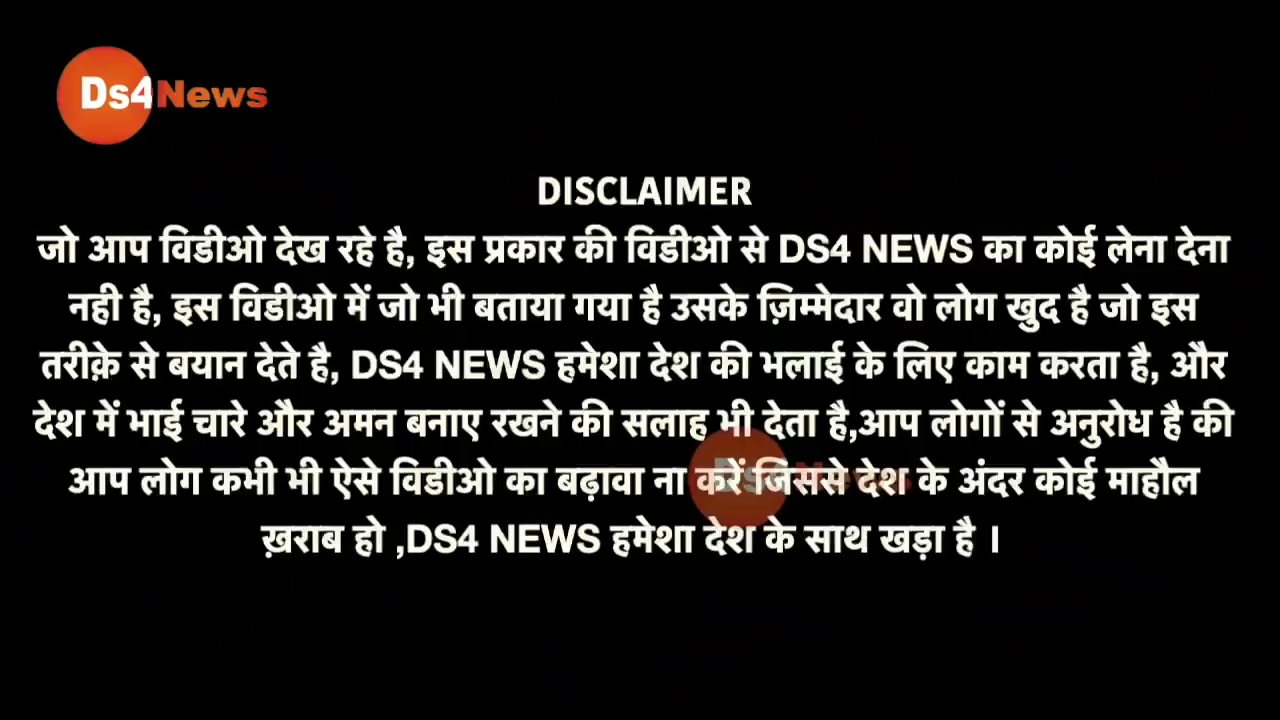 Ds4News
DISCLAIMER
जो आप विडीओ देख रहे है, इस प्रकार की विडीओ से DS4 NEWS का कोई लेना देना
नही है, इस विडीओ में जो भी बताया गया है उसके ज़िम्मेदार वो लोग खुद है जो इस
तरीक़े से बयान देते है, DS4 NEWS हमेशा देश की भलाई के लिए काम करता है, और
देश में भाई चारे और अमन बनाए रखने की सलाह भी देता है,आप लोगों से अनुरोध है की
आप लोग कभी भी ऐसे विडीओ का बढ़ावा ना करें जिससे देश के अंदर कोई माहौल
ख़राब हो ,DS4 NEWS हमेशा देश के साथ खड़ा है ।
Ds4News